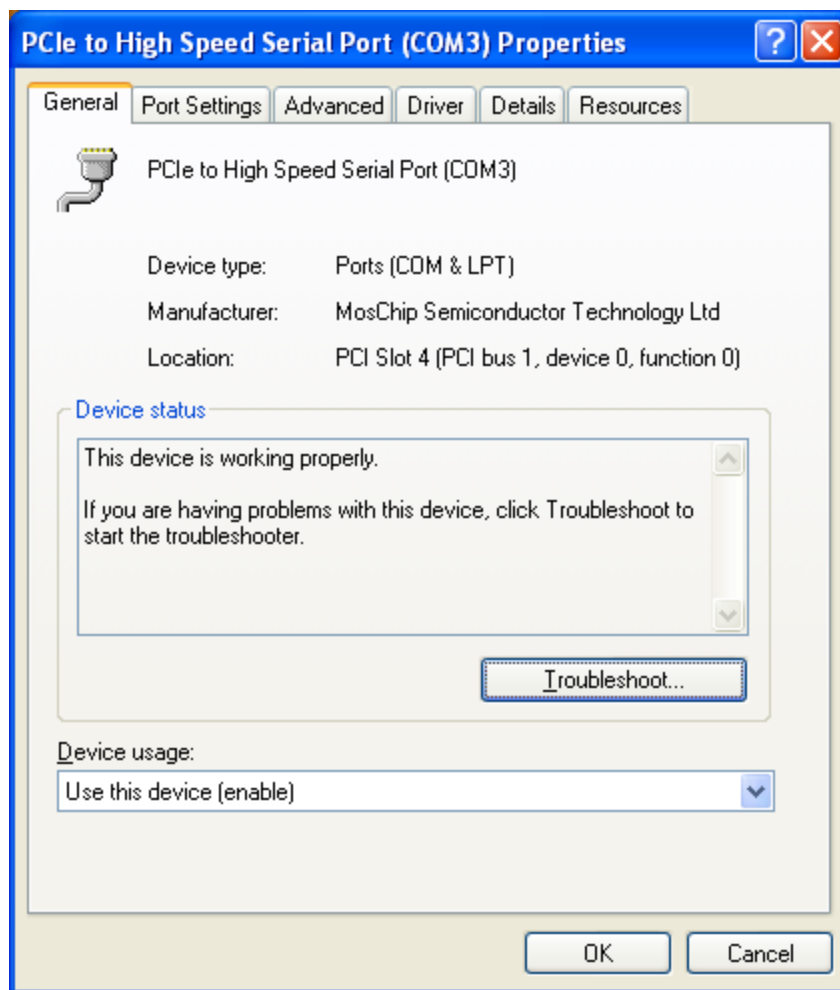 PCIe to High Speed Serial Port (COM3) Properties
General Port Settings Advanced Driver Details Resources
PCIe to High Speed Serial Port (COM3)
Device type: Ports (COM & LPT)
Manufacturer: MosChip Semiconductor Technology Ltd
Location: PCI Slot 4 (PCI bus 1, device 0, function 0)
Device status
This device is working properly.
If you are having problems with this device, click Troubleshoot to
start the troubleshooter.
Troubleshoot...
Device usage:
Use this device (enable)
OK Cancel